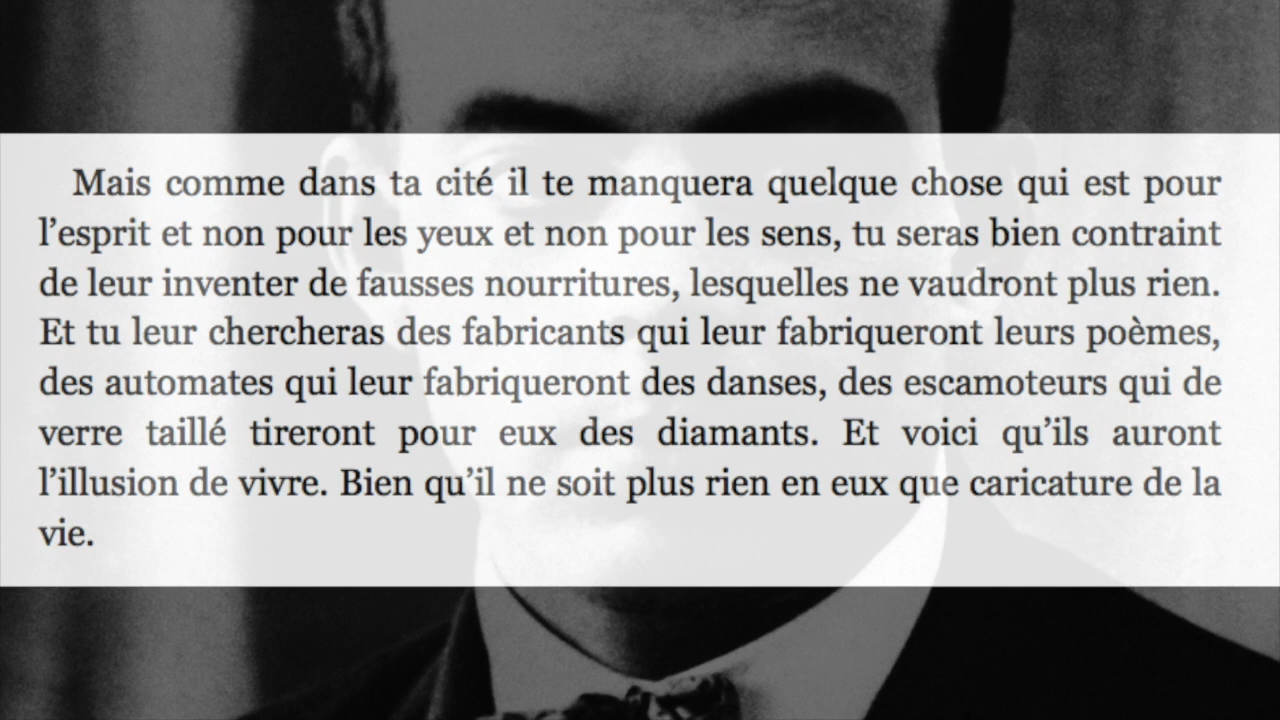 Mais comme dans ta cité il te manquera quelque chose qui est pour
l’esprit et non pour les yeux et non pour les sens, tu seras bien contraint
de leur inventer de fausses nourritures, lesquelles ne vaudront plus rien.
Et tu leur chercheras des fabricants qui leur fabriqueront leurs poèmes,
des automates qui leur fabriqueront des danses, des escamoteurs qui de
verre taillé tireront pour eux des diamants. Et voici qu’ils auront
l’illusion de vivre. Bien qu’il ne soit plus rien en eux que caricature de la
vie.